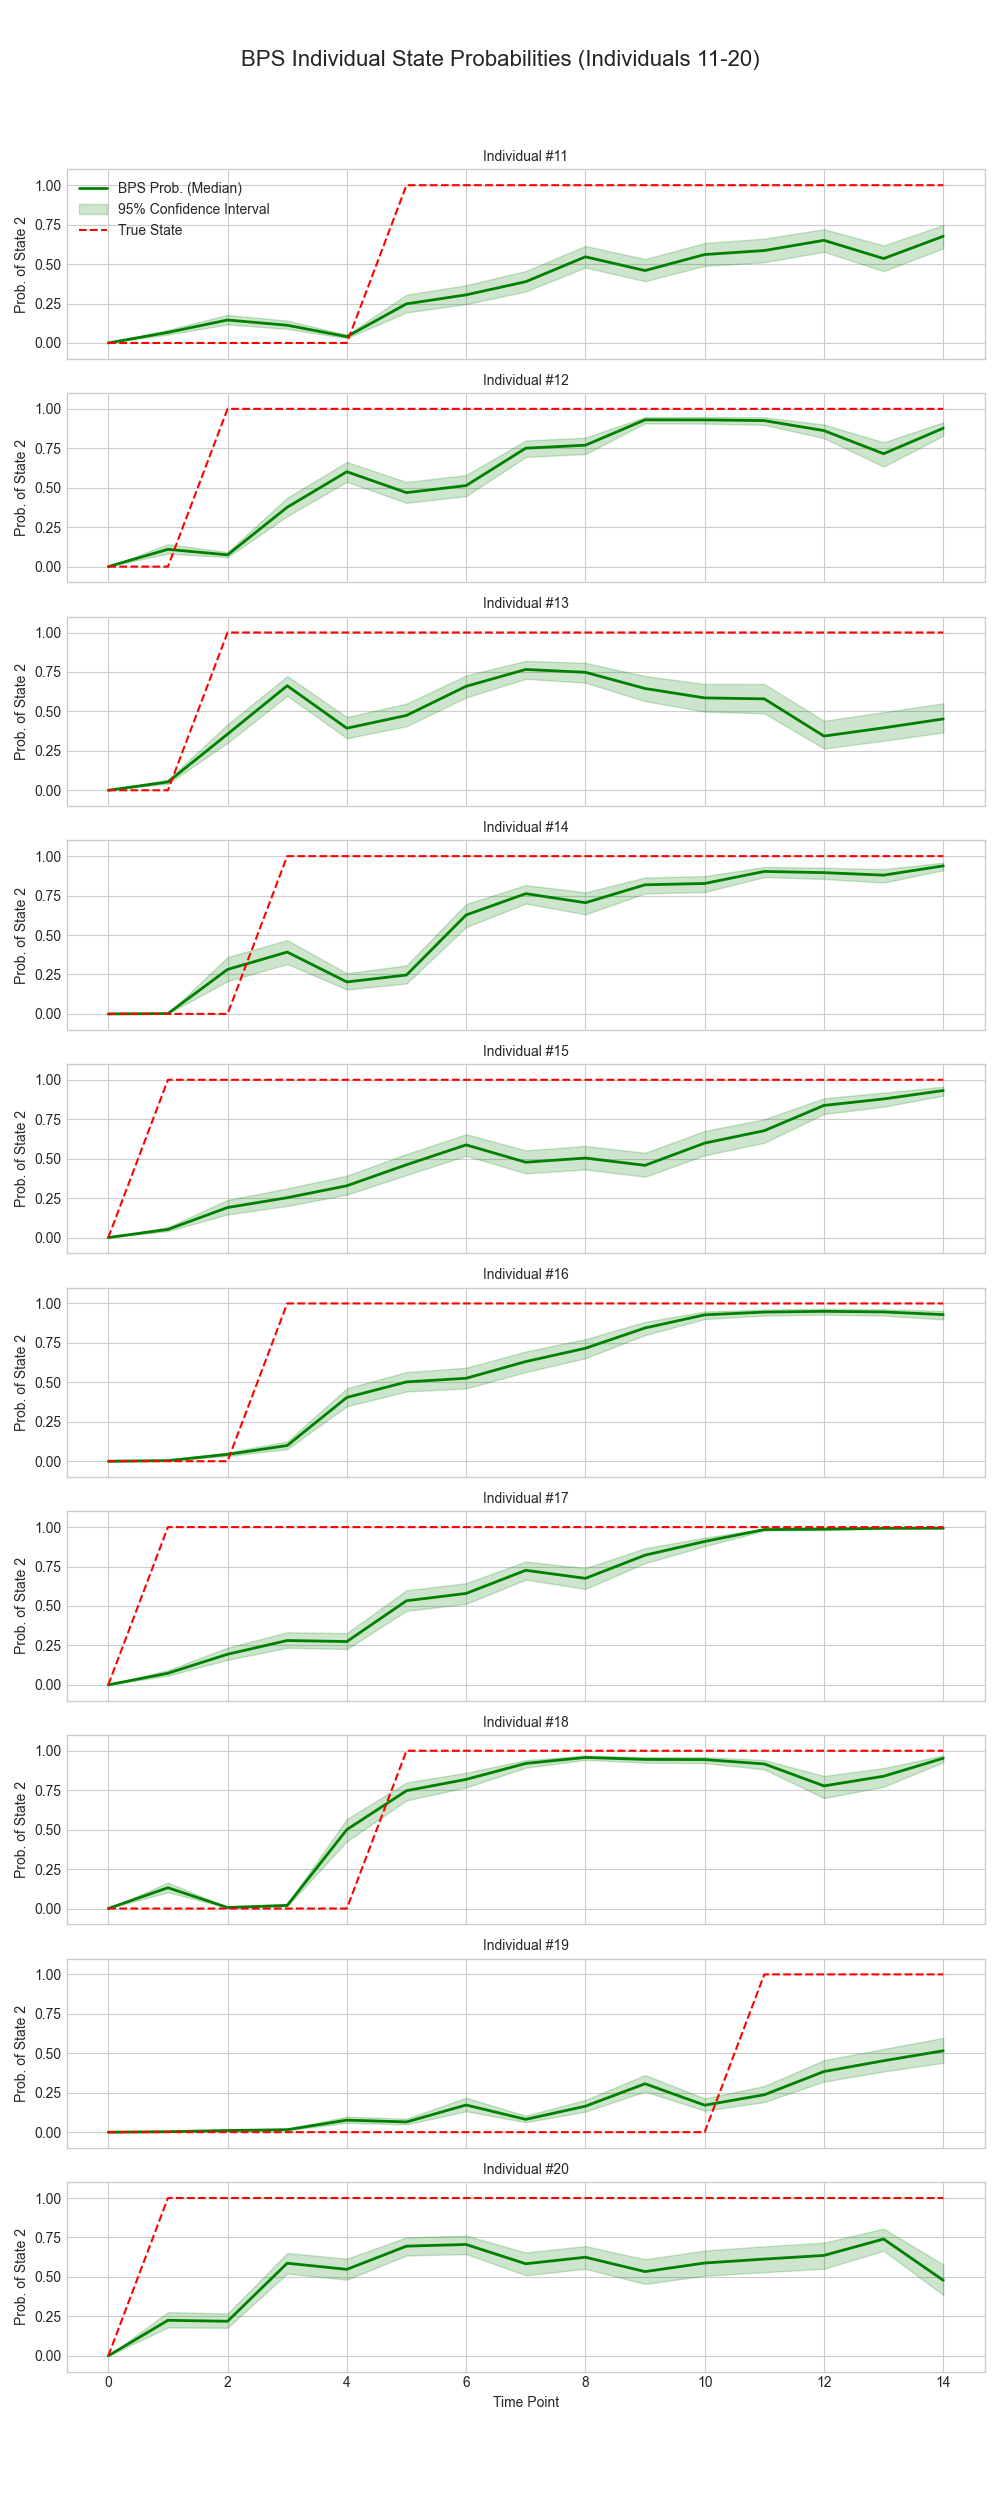 BPS Individual State Probabilities (Individuals 11-20)
Individual #11
1.00
0.75
0.50
0.25
0.00
Prob. of State 2
BPS Prob. (Median)
95% Confidence Interval
True State
Individual #12
1.00
0.75
0.50
0.25
0.00
Prob. of State 2
Individual #13
1.00
0.75
0.50
0.25
0.00
Prob. of State 2
Individual #14
1.00
0.75
0.50
0.25
0.00
Prob. of State 2
Individual #15
1.00
0.75
0.50
0.25
0.00
Prob. of State 2
Individual #16
1.00
0.75
0.50
0.25
0.00
Prob. of State 2
Individual #17
1.00
0.75
0.50
0.25
0.00
Prob. of State 2
Individual #18
1.00
0.75
0.50
0.25
0.00
Prob. of State 2
Individual #19
1.00
0.75
0.50
0.25
0.00
Prob. of State 2
Individual #20
1.00
0.75
0.50
0.25
0.00
Prob. of State 2
0 2 4 6 8 10 12 14
Time Point